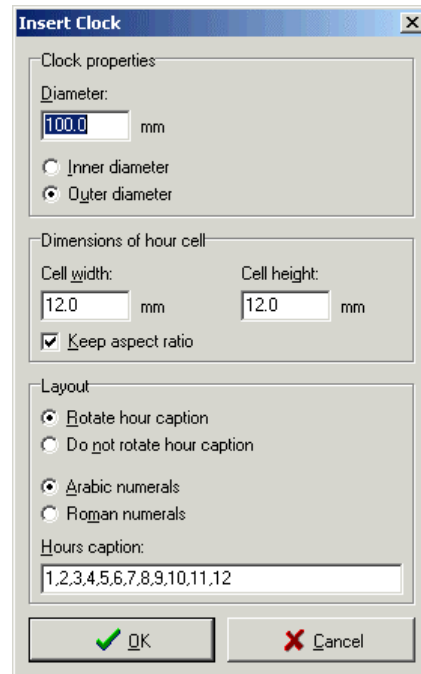 Insert Clock
Clock properties
Diameter:
100.0 mm
Inner diameter
Outer diameter
Dimensions of hour cell
Cell width: Cell height:
12.0 mm 12.0 mm
Keep aspect ratio
Layout
Rotate hour caption
Do not rotate hour caption
Arabic numerals
Roman numerals
Hours caption:
1,2,3,4,5,6,7,8,9,10,11,12
OK Cancel